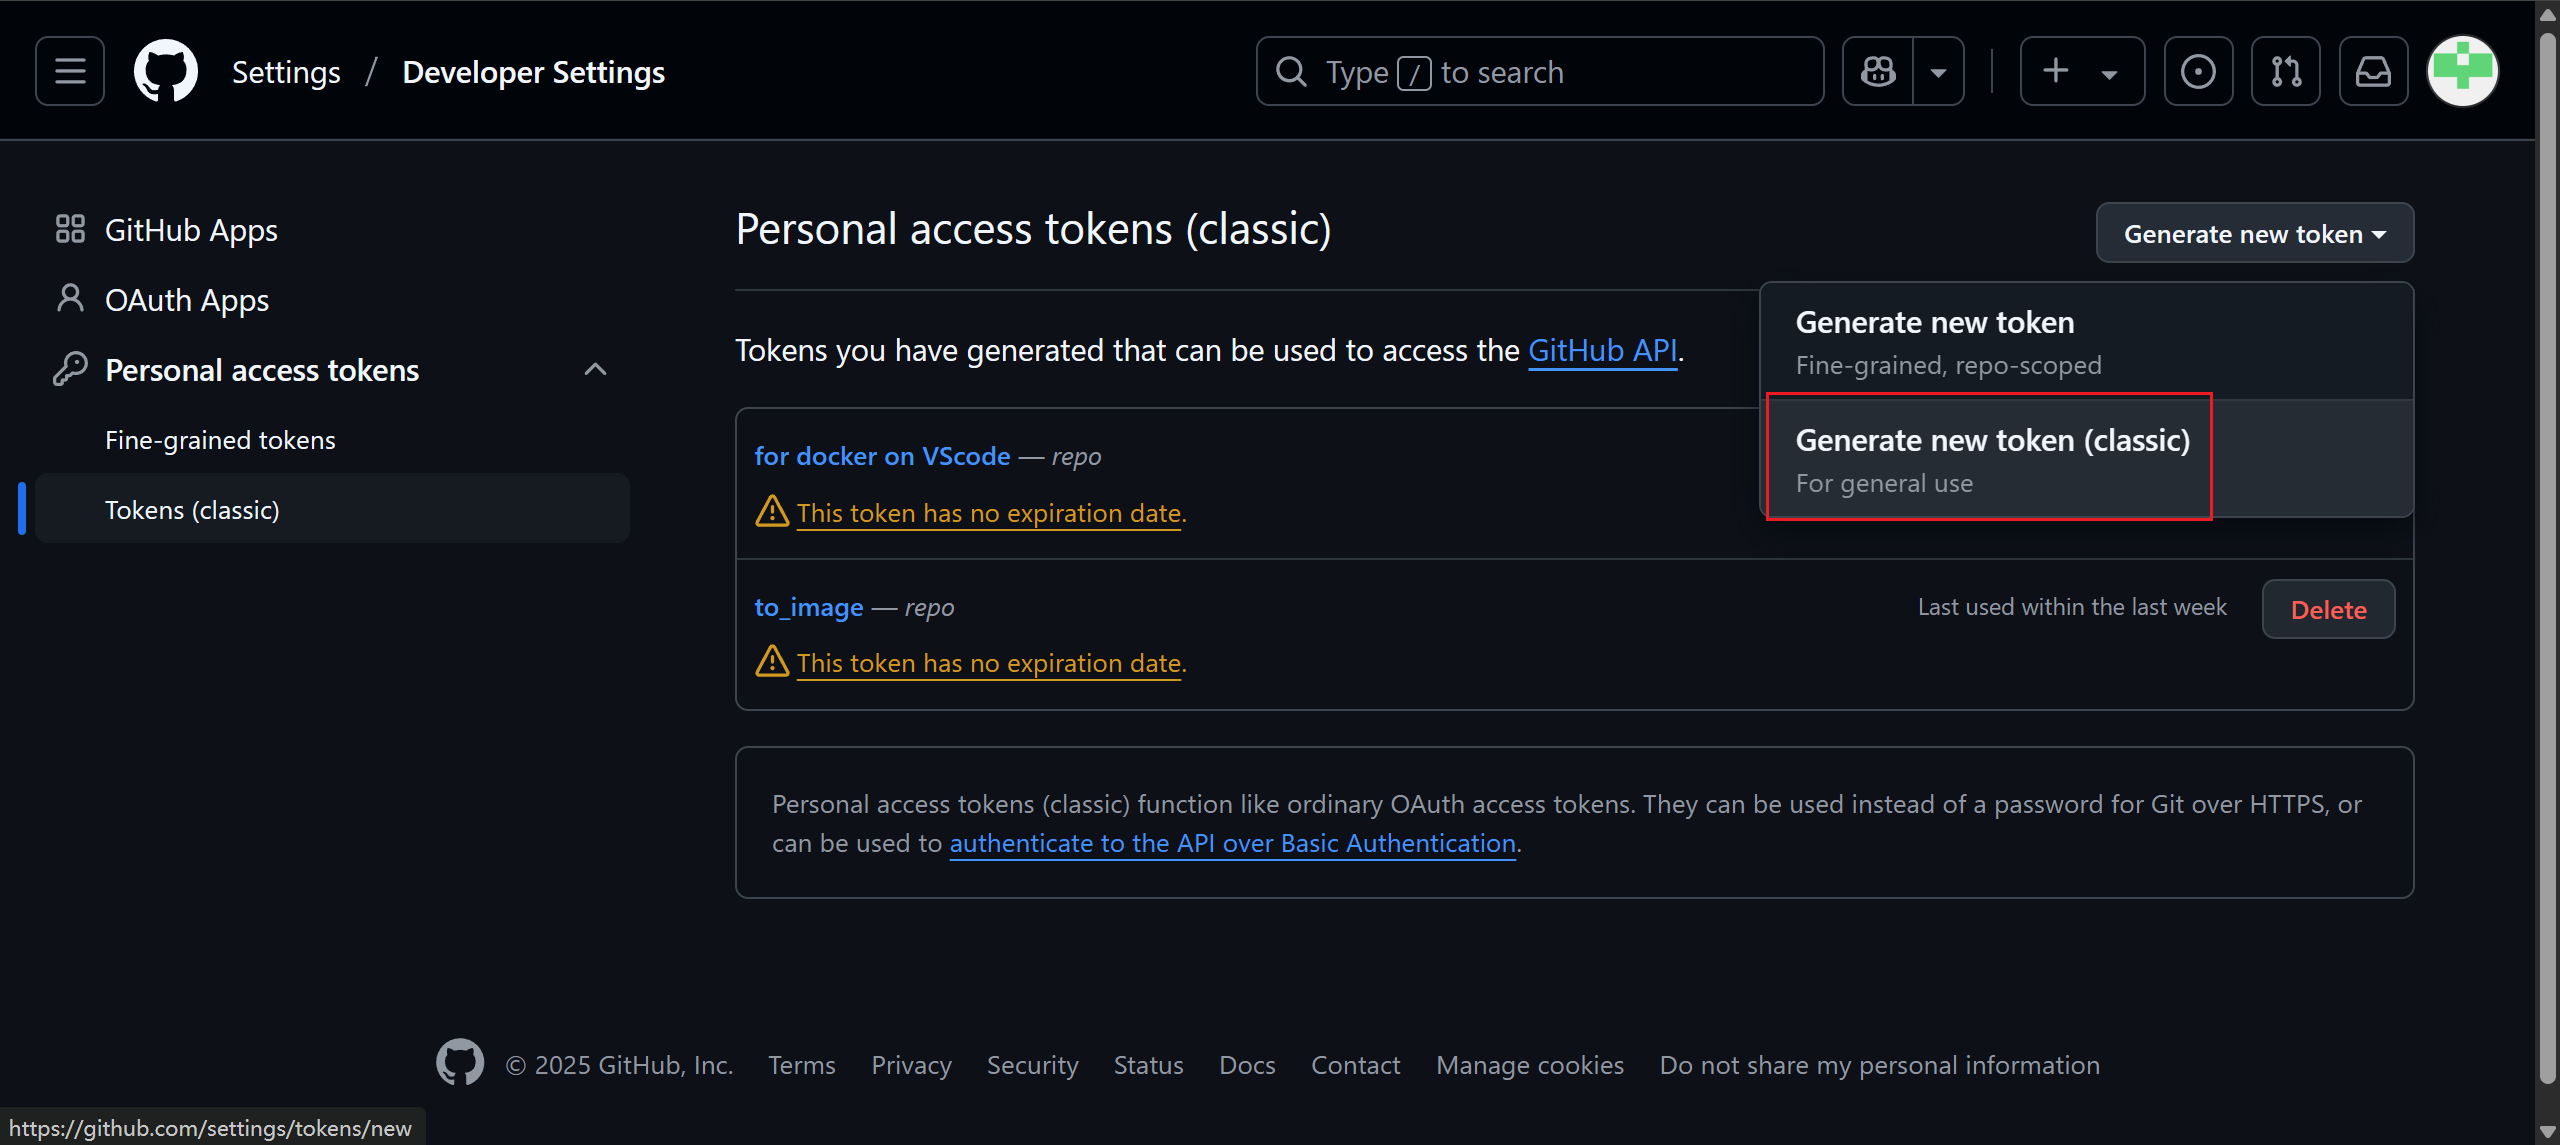 Settings / Developer Settings
Type / to search
GitHub Apps
OAuth Apps
Personal access tokens
Fine-grained tokens
Tokens (classic)
Personal access tokens (classic)
Generate new token
Generate new token
Fine-grained, repo-scoped
Generate new token (classic)
For general use
Tokens you have generated that can be used to access the GitHub API.
for docker on VScode — repo
This token has no expiration date.
to_image — repo
Last used within the last week
Delete
This token has no expiration date.
Personal access tokens (classic) function like ordinary OAuth access tokens. They can be used instead of a password for Git over HTTPS, or
can be used to authenticate to the API over Basic Authentication.
© 2025 GitHub, Inc. Terms Privacy Security Status Docs Contact Manage cookies Do not share my personal information
https://github.com/settings/tokens/new